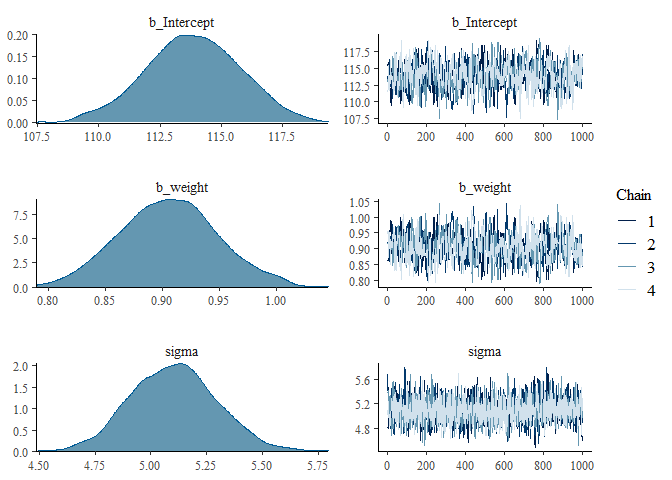 b_Intercept
0.20
0.15
0.10
0.05
0.00
107.5 110.0 112.5 115.0 117.5
b_Intercept
117.5
115.0
112.5
110.0
107.5
0 200 400 600 800 1000
b_weight
7.5
5.0
2.5
0.0
0.80 0.85 0.90 0.95 1.00
b_weight
1.05
1.00
0.95
0.90
0.85
0.80
0 200 400 600 800 1000
sigma
2.0
1.5
1.0
0.5
0.0
4.50 4.75 5.00 5.25 5.50 5.75
sigma
5.6
5.2
4.8
0 200 400 600 800 1000
Chain
1
2
3
4